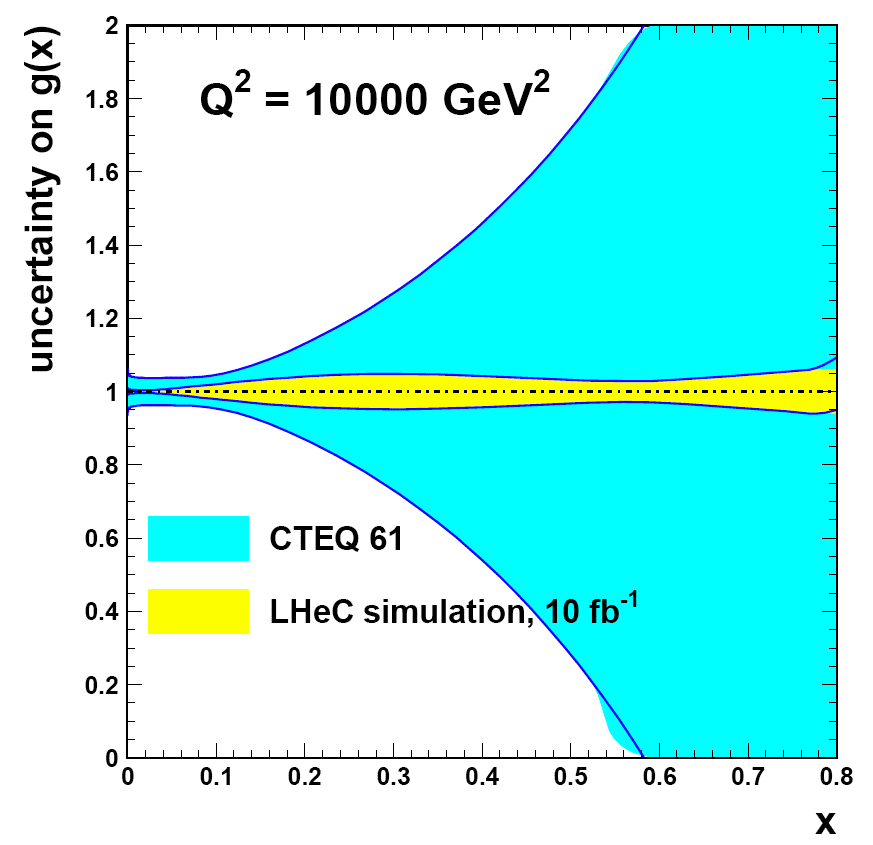 uncertainty on g(x)
Q² = 10000 GeV²
2
1.8
1.6
1.4
1.2
1
0.8
0.6
0.4
0.2
0
CTEQ 61
LHeC simulation, 10 fb⁻¹
0 0.1 0.2 0.3 0.4 0.5 0.6 0.7 0.8
x